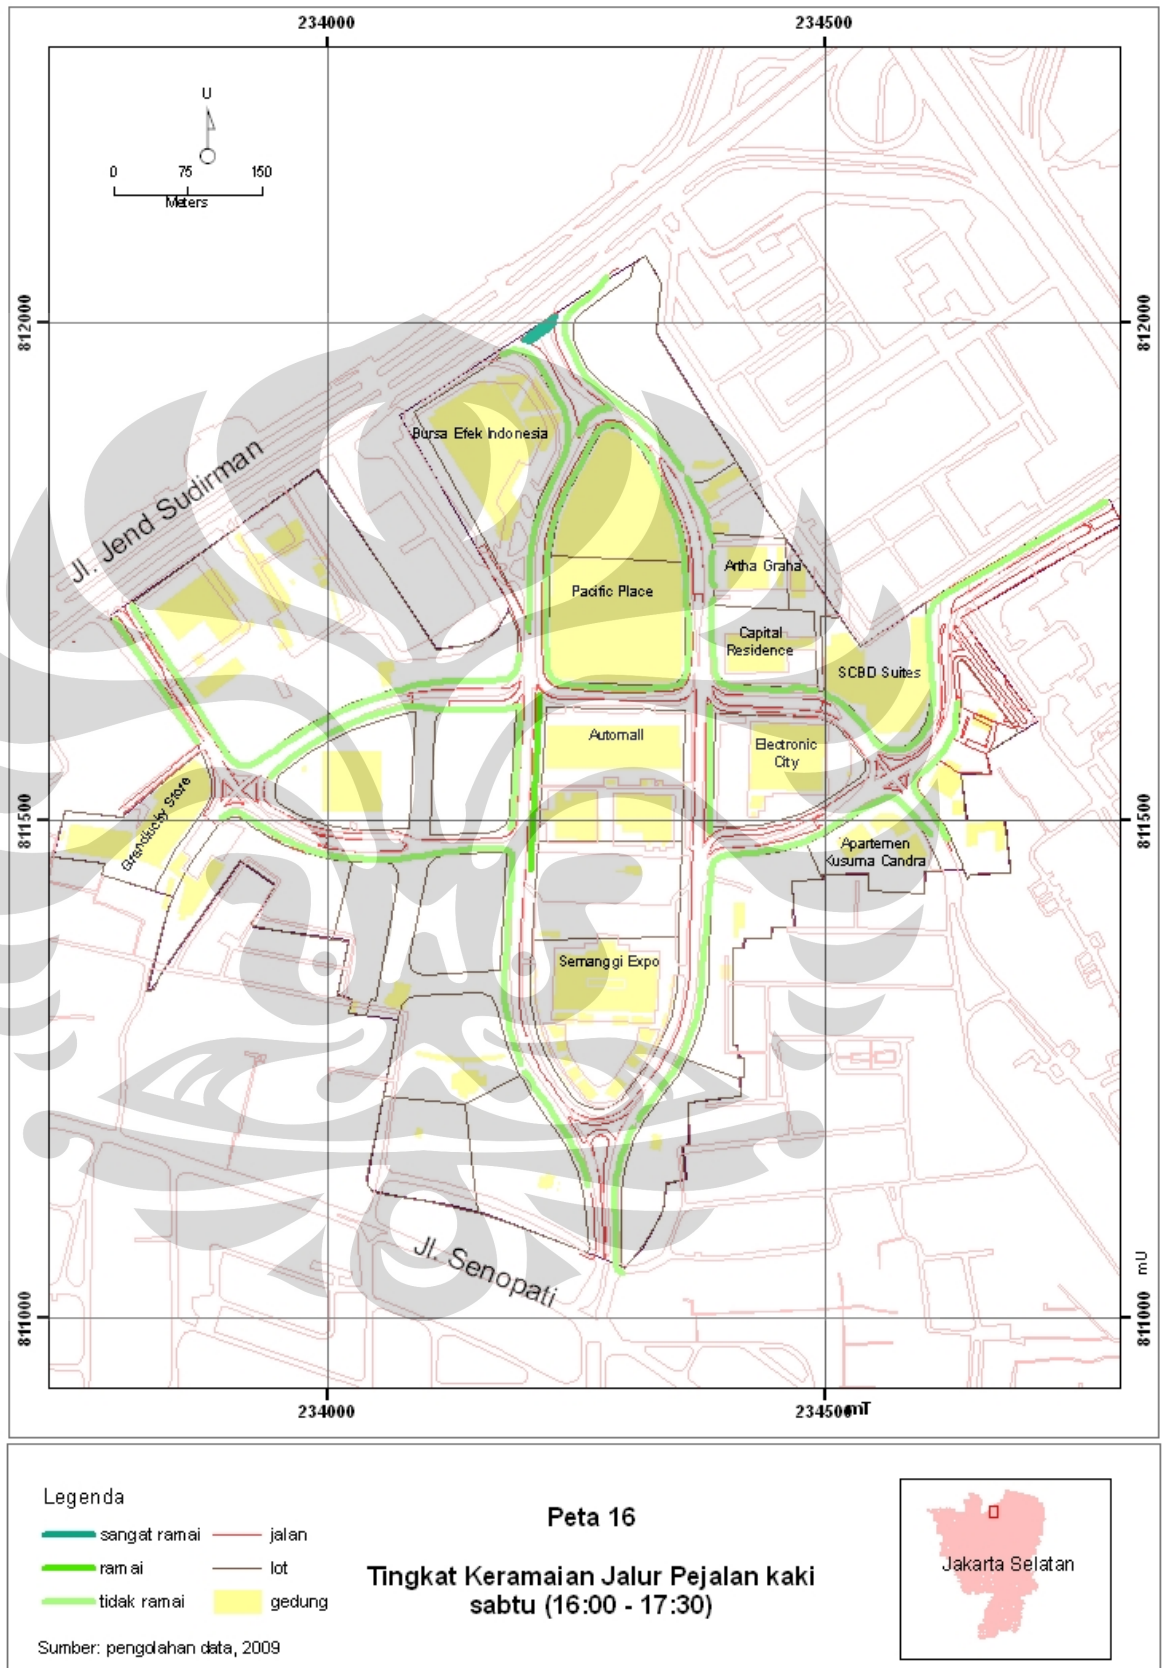 234000
234500
U
0 75 150
Meters
812000
812000
Bursa Efek Indonesia
Jl. Jend Sudirman
Artha Graha
Pacific Place
Capital
Residence
SCBD Suites
Automall
Electronic
City
Grandlucky Store
811500
811500
Apartemen
Kusuma Candra
Semanggi Expo
Jl. Senopati
mU
811000
811000
234000
234500
mT
Legenda
sangat ramai
jalan
ramai
lot
tidak ramai
gedung
Sumber: pengolahan data, 2009
Peta 16
Tingkat Keramaian Jalur Pejalan kaki
sabtu (16:00 - 17:30)
Jakarta Selatan